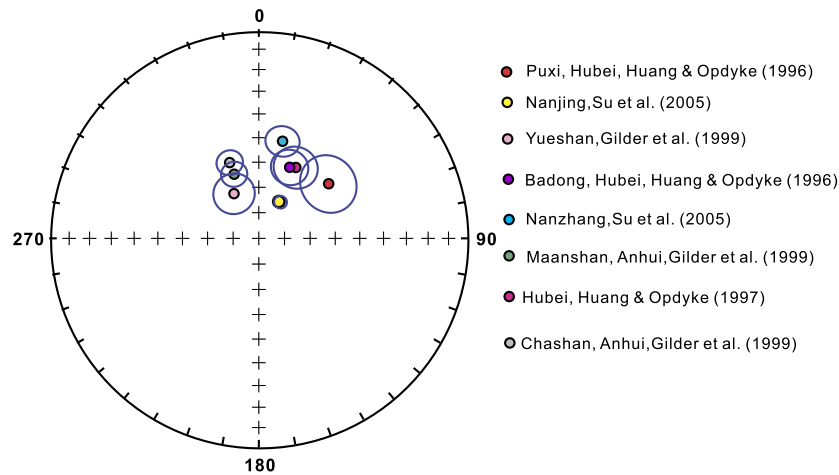 0
Puxi, Hubei, Huang & Opdyke (1996)
Nanjing,Su et al. (2005)
Yueshan,Gilder et al. (1999)
Badong, Hubei, Huang & Opdyke (1996)
Nanzhang,Su et al. (2005)
270
90
Maanshan, Anhui,Gilder et al. (1999)
Hubei, Huang & Opdyke (1997)
Chashan, Anhui,Gilder et al. (1999)
180